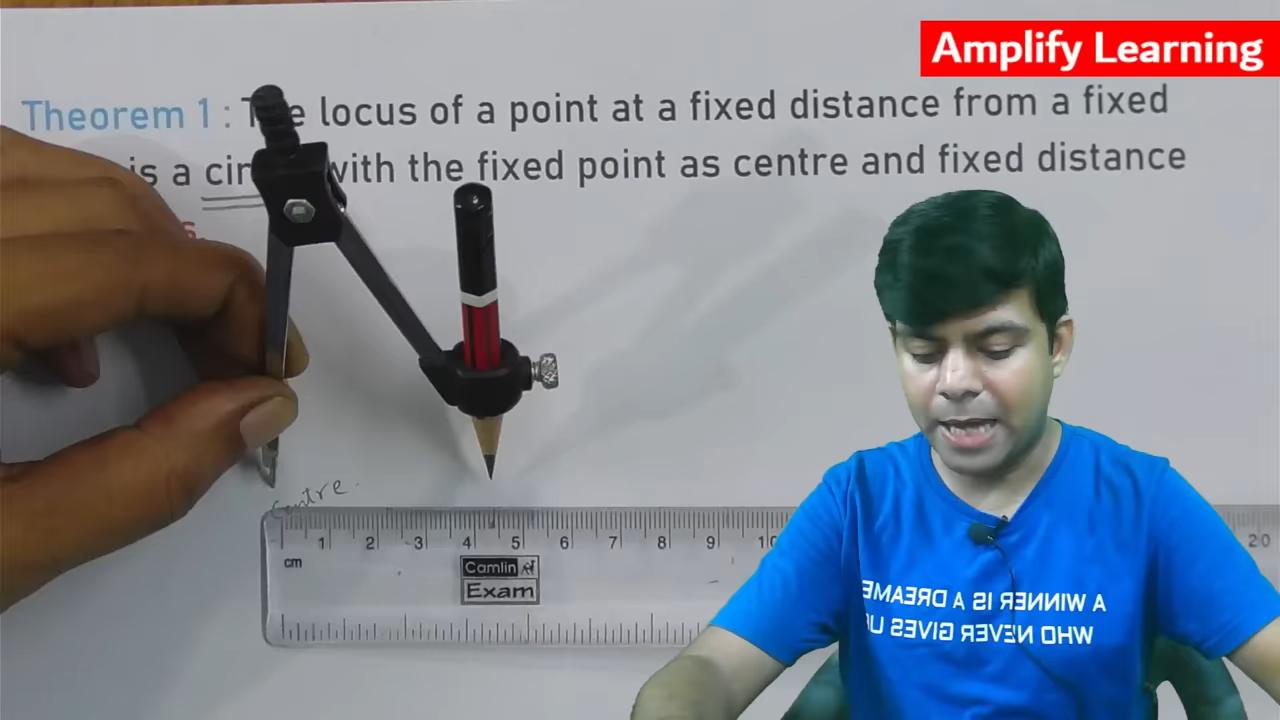 Amplify Learning
Theorem 1 : The locus of a point at a fixed distance from a fixed
is a cir with the fixed point as centre and fixed distance
s
Centre.
1 2 3 4 5 6 7 8 9 10 20
cm
Camlin
Exam
A WINNER IS A DREAME
WHO NEVER GIVES U